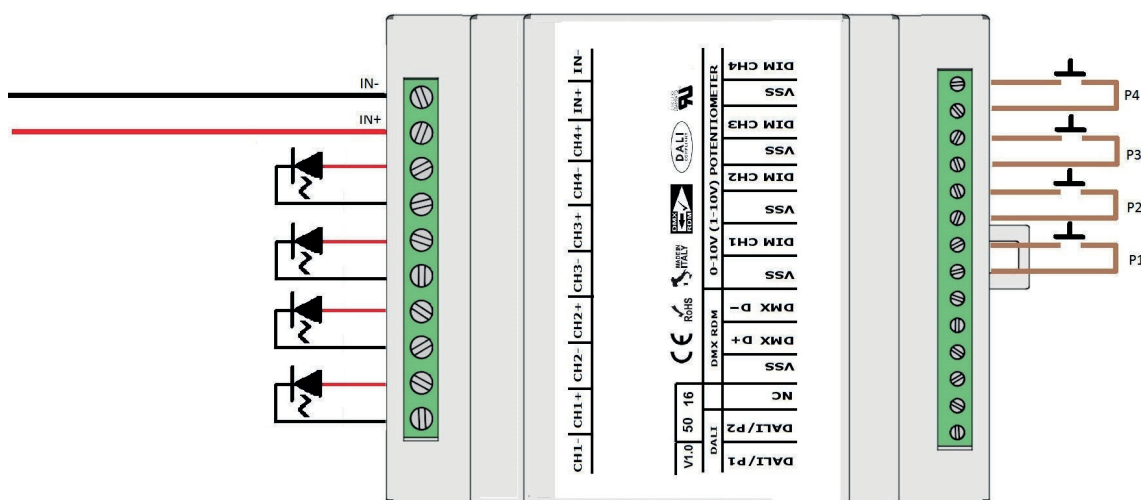 IN-
IN+
IN-
IN+
CH4+
CH4-
CH3+
CH3-
CH2+
CH2-
CH1+
CH1-
DALI
DMX
RDM
MADE IN
ITALY
RoHS
CE
16
50
V1.0
0-10V (1-10V) POTENTIOMETER
DMX RDM
DALI
DIM CH4
VSS
DIM CH3
VSS
DIM CH2
VSS
DIM CH1
VSS
DMX D-
DMX D+
VSS
NC
DALI/P2
DALI/P1
P4
P3
P2
P1